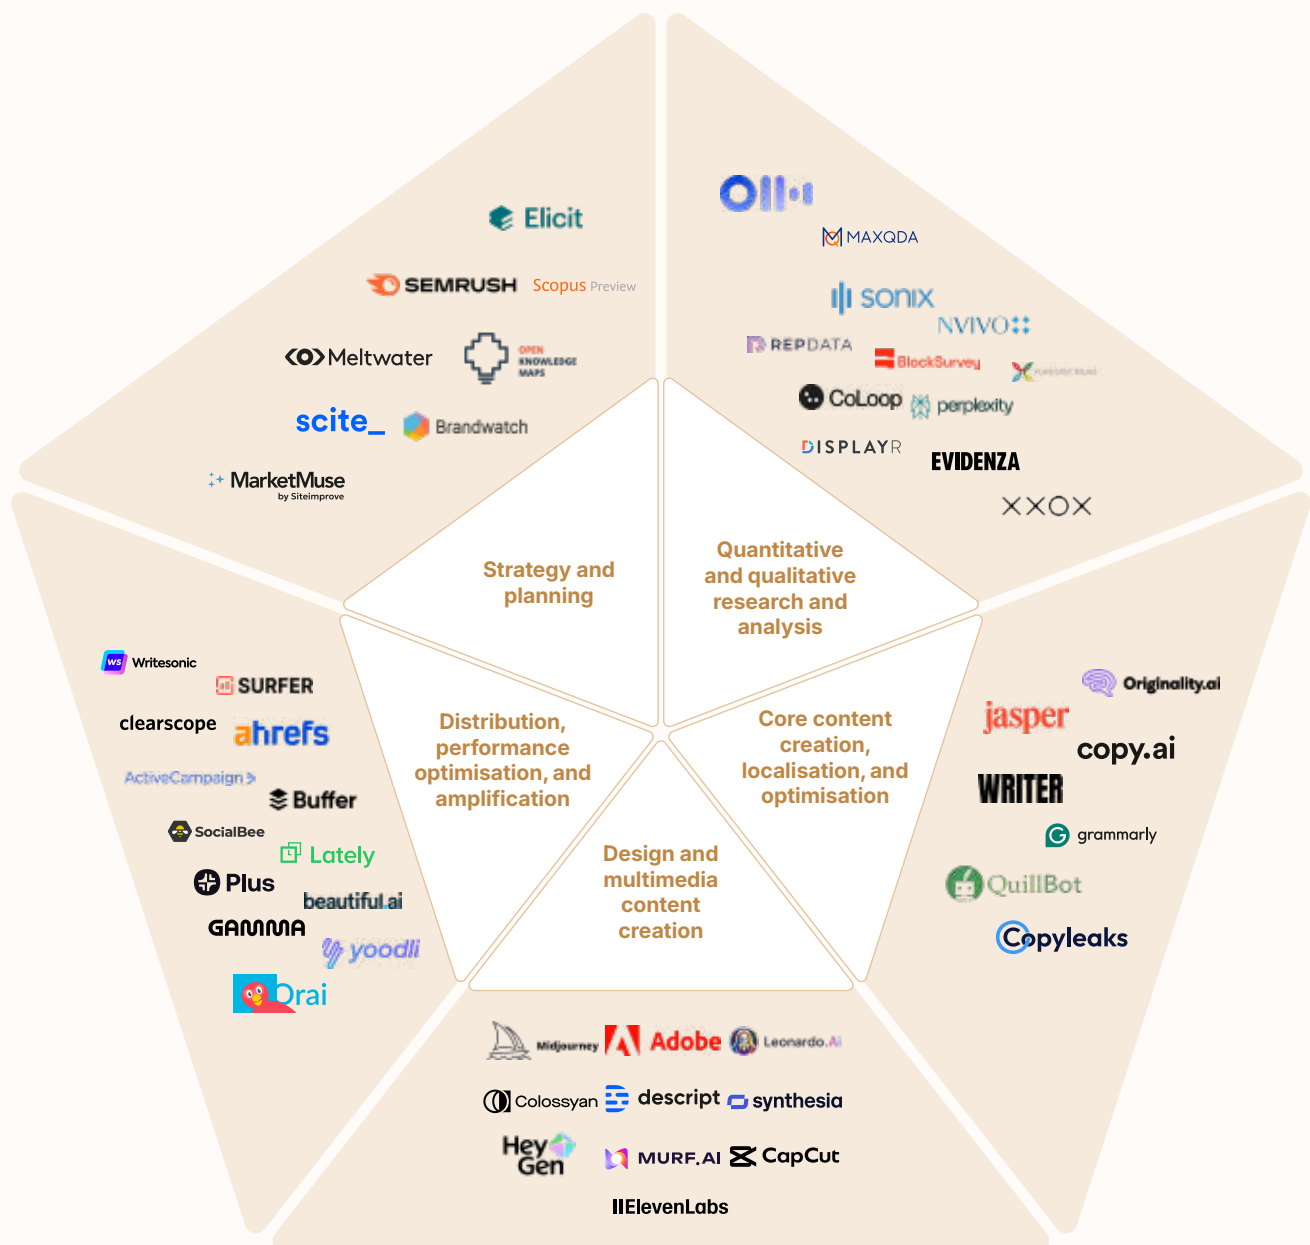 Elicit
SEMRUSH
Scopus Preview
Meltwater
OPEN
KNOWLEDGE
MAPS
scite_
Brandwatch
MarketMuse
by Siteimprove
Strategy and
planning
MAXQDA
sonix
NVIVO
REPDATA
BlockSurvey
CoLoop
perplexity
DISPLAYR
EVIDENZA
XXOX
Quantitative
and qualitative
research and
analysis
ws Writesonic
SURFER
clearscope
ahrefs
ActiveCampaign >
Buffer
SocialBee
Lately
Plus
beautiful.ai
GAMMA
yoodli
Orai
Distribution,
performance
optimisation, and
amplification
Core content
creation,
localisation, and
optimisation
Originality.ai
jasper
copy.ai
WRITER
grammarly
QuillBot
Copyleaks
Design and
multimedia
content
creation
Midjourney
Adobe
Leonardo.Ai
Colossyan
descript
synthesia
Hey
Gen
MURF.AI
CapCut
IIElevenLabs